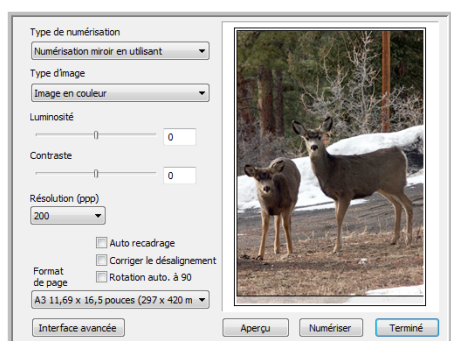 Type de numérisation
Numérisation miroir en utilisant
Type d'image
Image en couleur
Luminosité
0
Contraste
0
Résolution (ppp)
200
Auto recadrage
Corriger le désalignement
Format
de page
Rotation auto. à 90
A3 11,69 x 16,5 pouces (297 x 420 m
Interface avancée
Aperçu
Numériser
Terminé